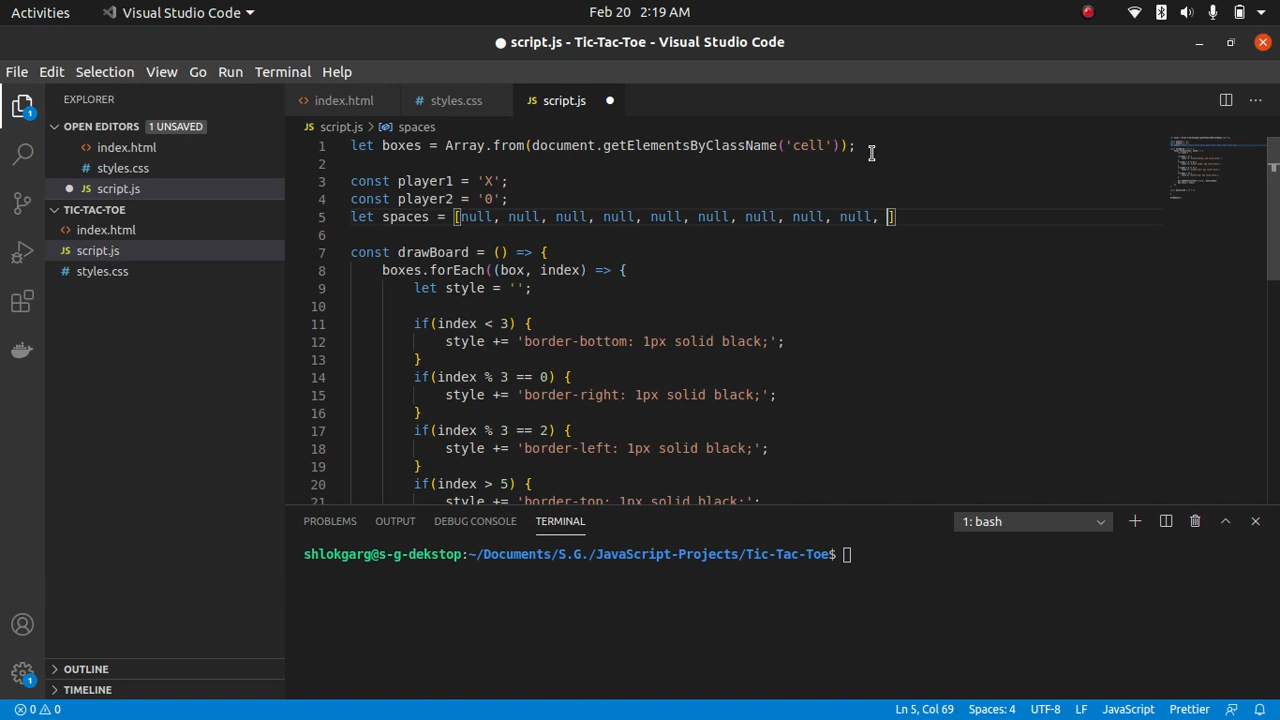 Activities
Visual Studio Code
Feb 20 2:19 AM
script.js - Tic-Tac-Toe - Visual Studio Code
File Edit Selection View Go Run Terminal Help
EXPLORER
OPEN EDITORS 1 UNSAVED
index.html
styles.css
script.js
TIC-TAC-TOE
index.html
JS script.js
styles.css
OUTLINE
TIMELINE
1
1
index.html
styles.css
JS script.js
JS script.js > spaces
1 let boxes = Array.from(document.getElementsByClassName('cell'));
2
3 const player1 = 'X';
4 const player2 = '0';
5 let spaces = [null, null, null, null, null, null, null, null, null, ]
6
7 const drawBoard = () => {
8 boxes.forEach((box, index) => {
9 let style = '';
10
11 if(index < 3) {
12 style += 'border-bottom: 1px solid black;';
13 }
14 if(index % 3 == 0) {
15 style += 'border-right: 1px solid black;';
16 }
17 if(index % 3 == 2) {
18 style += 'border-left: 1px solid black;';
19 }
20 if(index > 5) {
21 style += 'border-top: 1px solid black;';
PROBLEMS OUTPUT DEBUG CONSOLE TERMINAL
1: bash
shlokgarg@s-g-dekstop:~/Documents/S.G./JavaScript-Projects/Tic-Tac-Toe$
0 0
Ln 5, Col 69 Spaces: 4 UTF-8 LF JavaScript Prettier